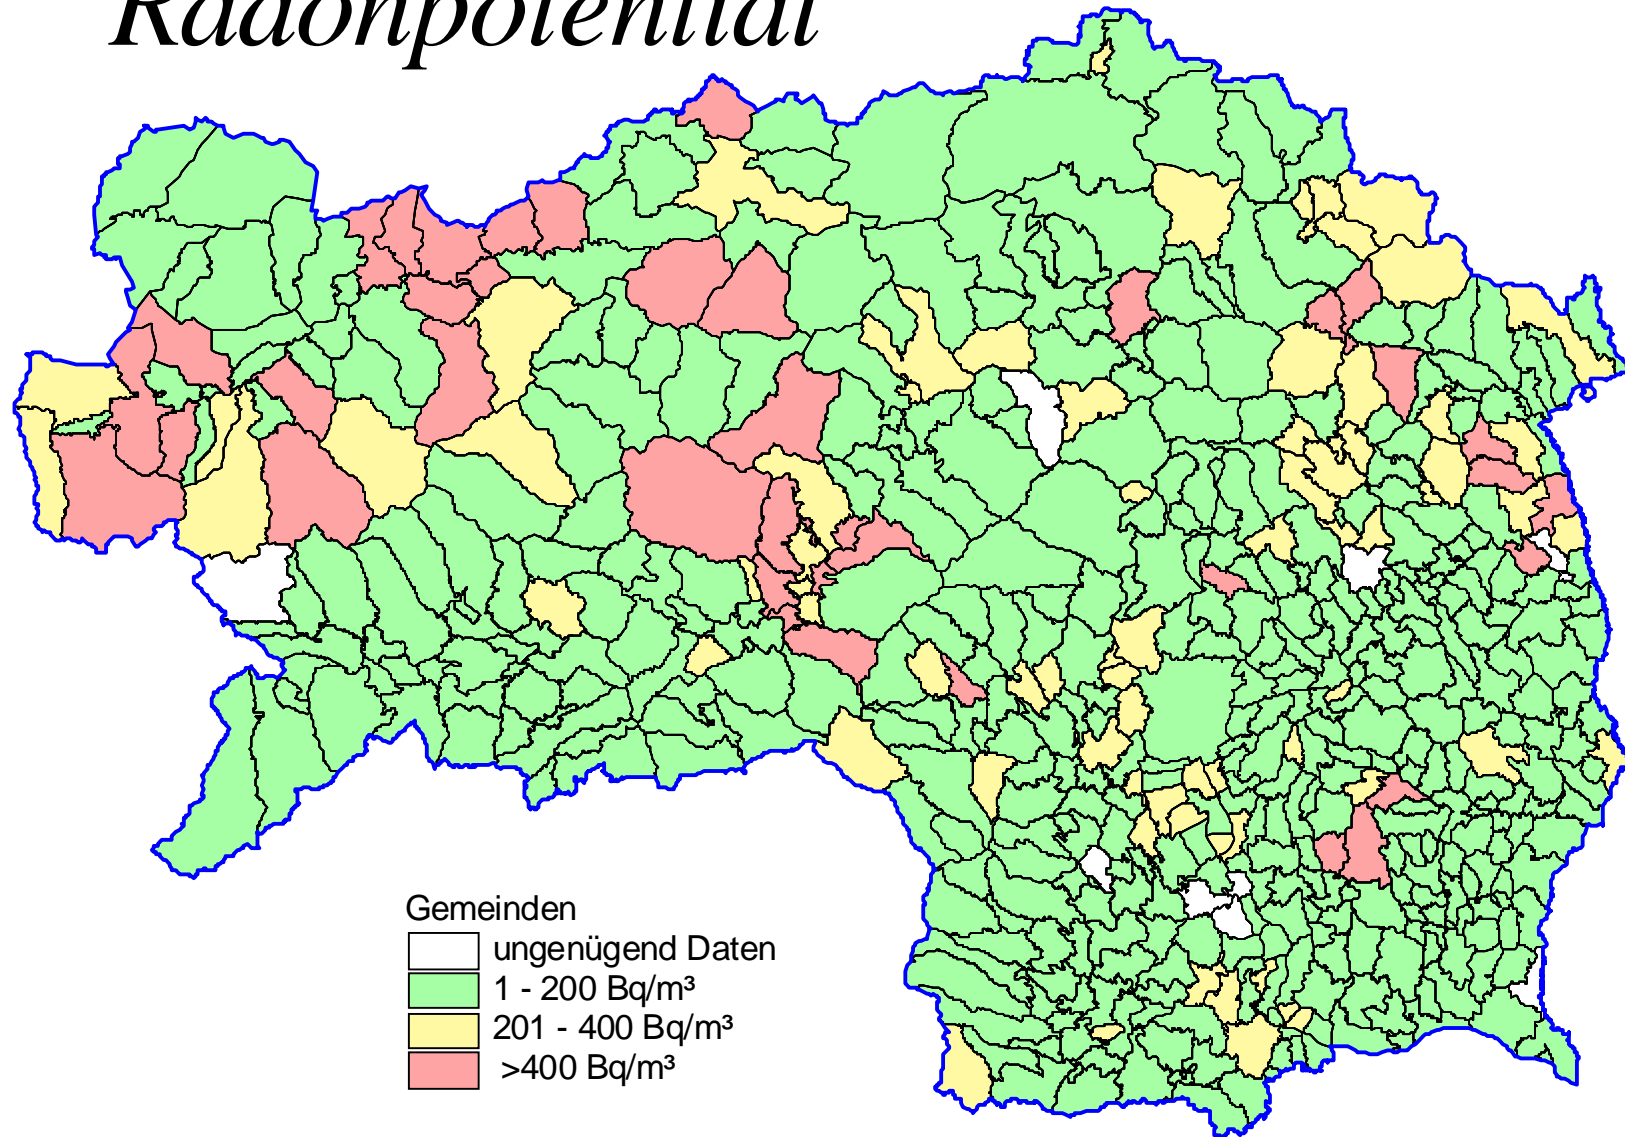 Radonpotential
Gemeinden
ungenügend Daten
1 - 200 Bq/m³
201 - 400 Bq/m³
>400 Bq/m³